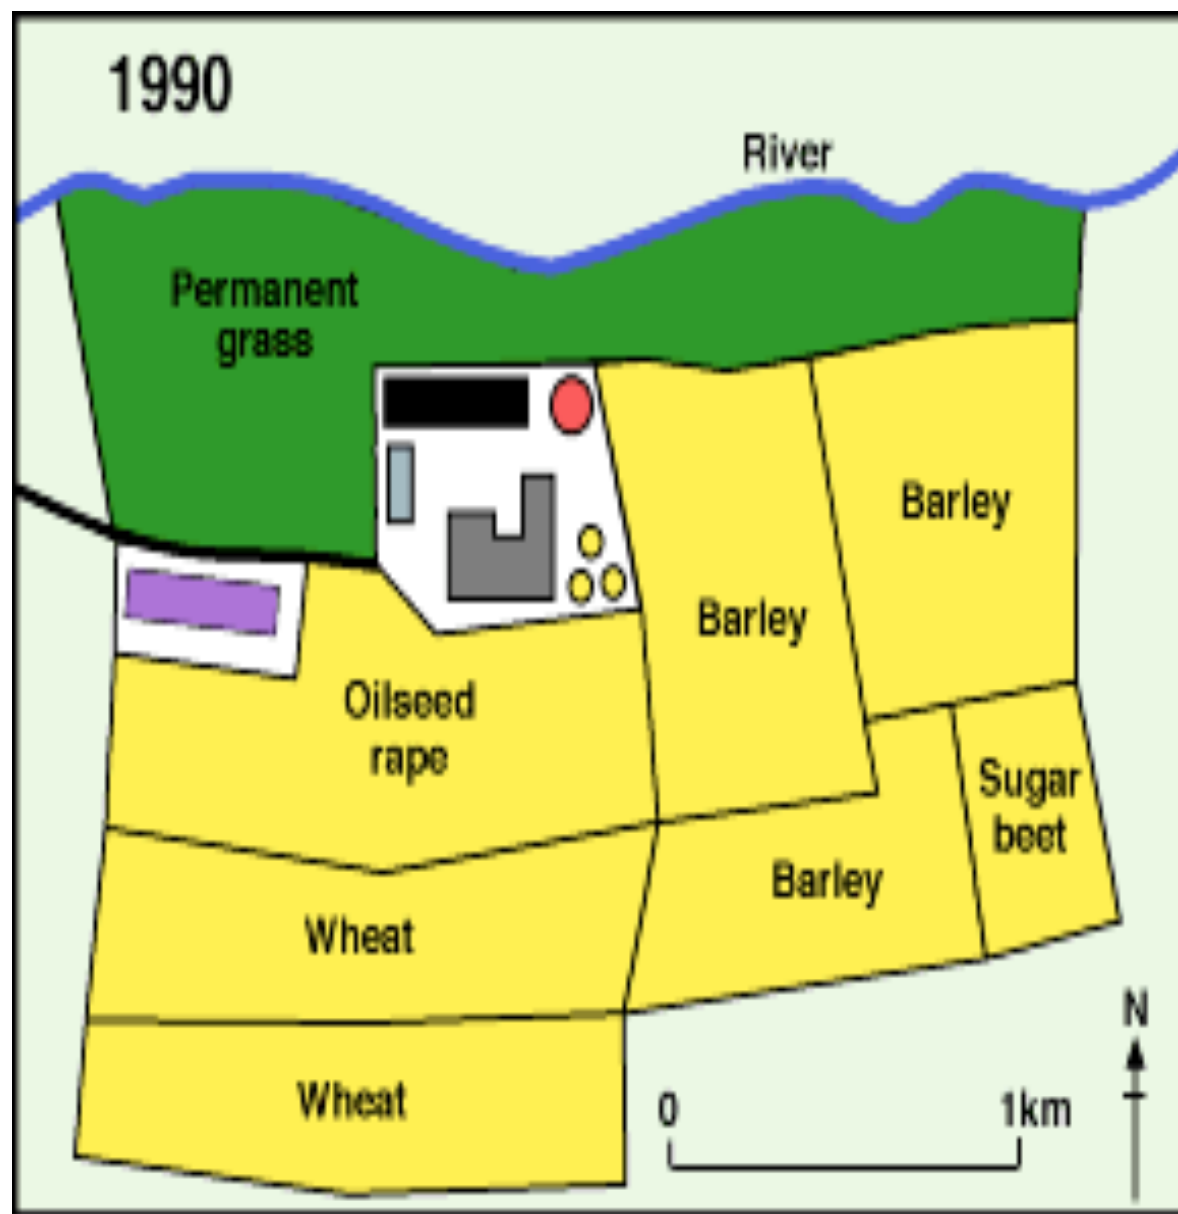 1990
River
Permanent
grass
Barley
Barley
Oilseed
rape
Sugar
beet
Barley
Wheat
N
Wheat
0
1km